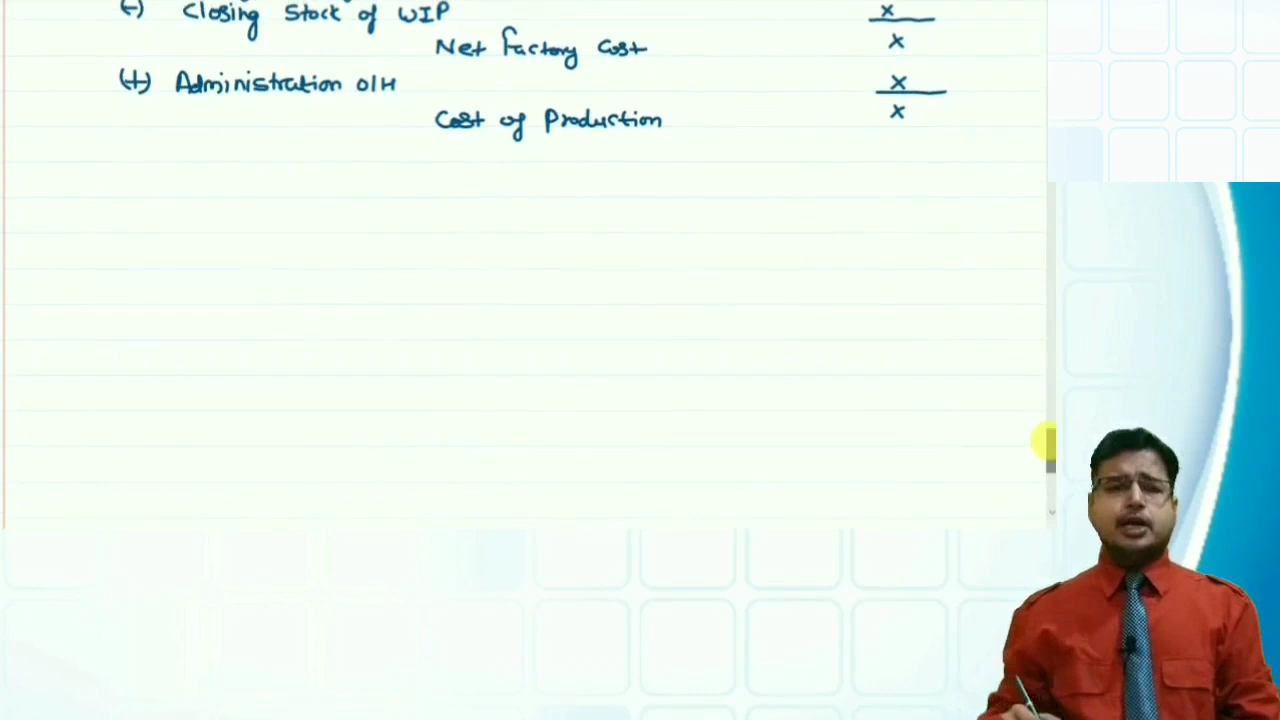 (-) Closing Stock of WIP x
Net Factory Cost x
(+) Administration O/H x
Cost of Production x